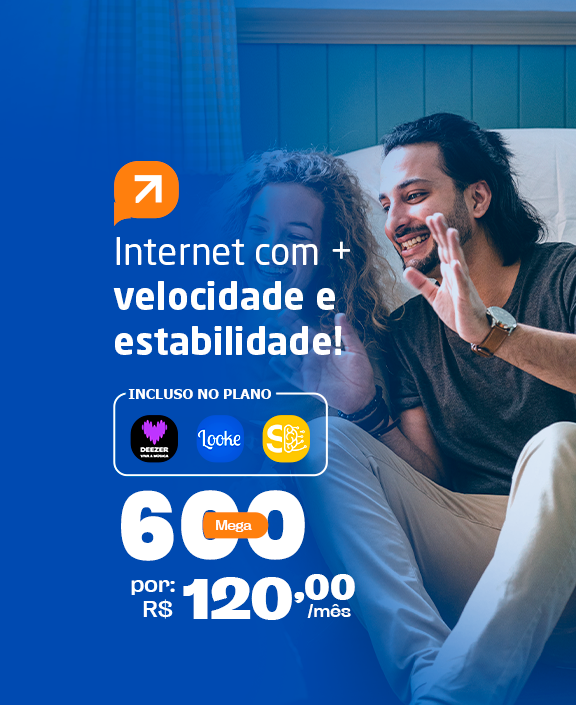 Internet com +
velocidade e
estabilidade!
INCLUSO NO PLANO
DEEZER
VIVA A MÚSICA
Looke
600
Mega
por:
R$ 120,00
/mês